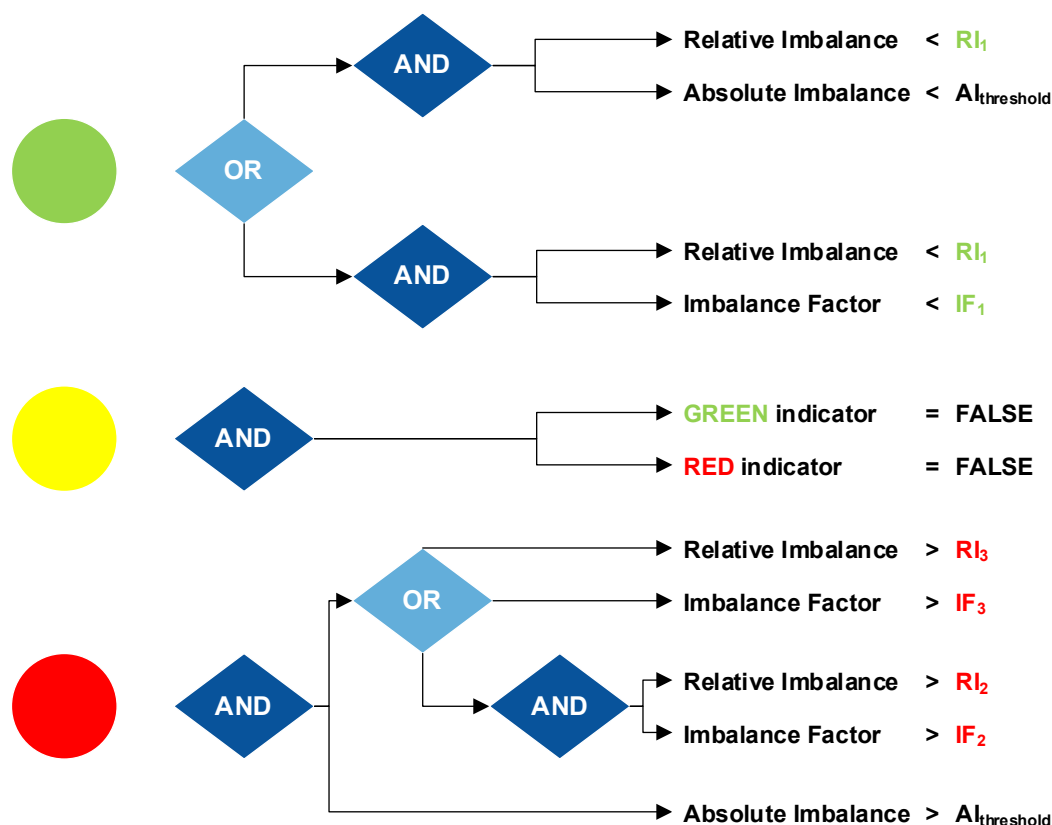 AND
Relative Imbalance < RI1
Absolute Imbalance < AIthreshold
OR
AND
Relative Imbalance < RI1
Imbalance Factor < IF1
AND
GREEN indicator = FALSE
RED indicator = FALSE
OR
Relative Imbalance > RI3
Imbalance Factor > IF3
AND
AND
Relative Imbalance > RI2
Imbalance Factor > IF2
Absolute Imbalance > AIthreshold